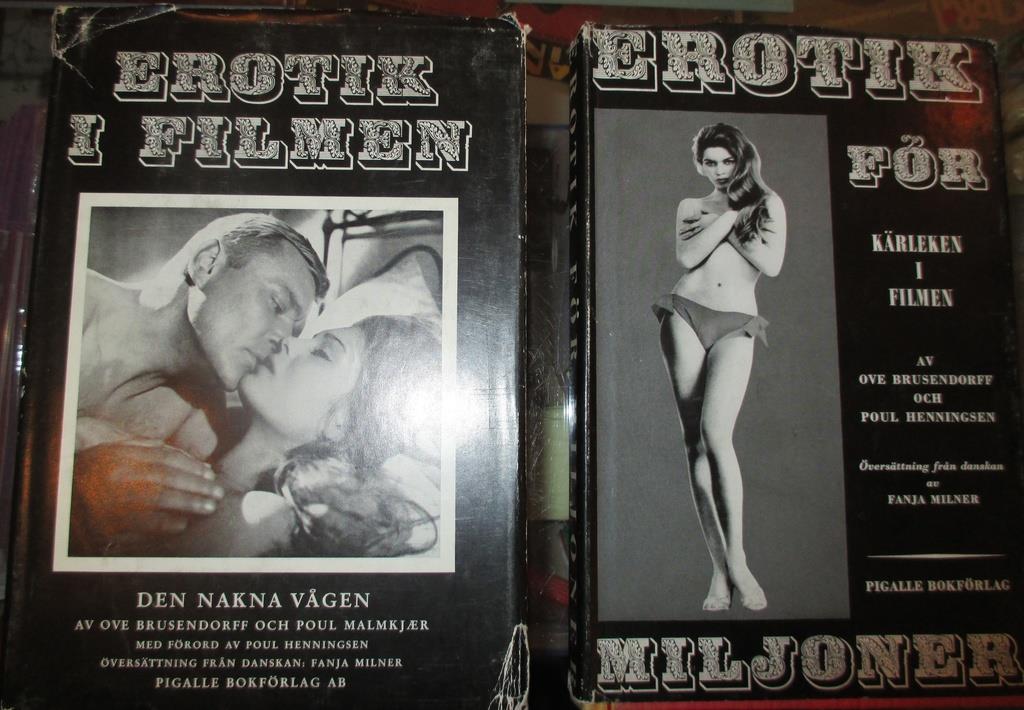 EROTIK
I FILMEN
DEN NAKNA VÅGEN
AV OVE BRUSENDORFF OCH POUL MALMKJÆR
MED FÖRORD AV POUL HENNINGSEN
ÖVERSÄTTNING FRÅN DANSKAN: FANJA MILNER
PIGALLE BOKFÖRLAG AB
EROTIK
FÖR
KÄRLEKEN
I
FILMEN
AV
OVE BRUSENDORFF
OCH
POUL HENNINGSEN
Översättning från danskan
av
FANJA MILNER
PIGALLE BOKFÖRLAG
MILJONER